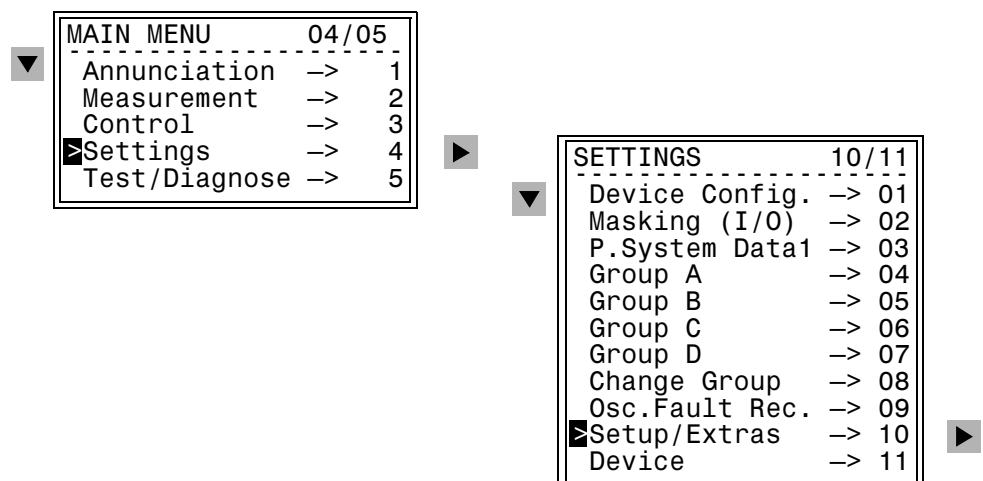 MAIN MENU 04/05
--------------------
Annunciation —> 1
Measurement —> 2
Control —> 3
>Settings —> 4
Test/Diagnose —> 5
SETTINGS 10/11
--------------------
Device Config. —> 01
Masking (I/O) —> 02
P.System Data1 —> 03
Group A —> 04
Group B —> 05
Group C —> 06
Group D —> 07
Change Group —> 08
Osc.Fault Rec. —> 09
>Setup/Extras —> 10
Device —> 11